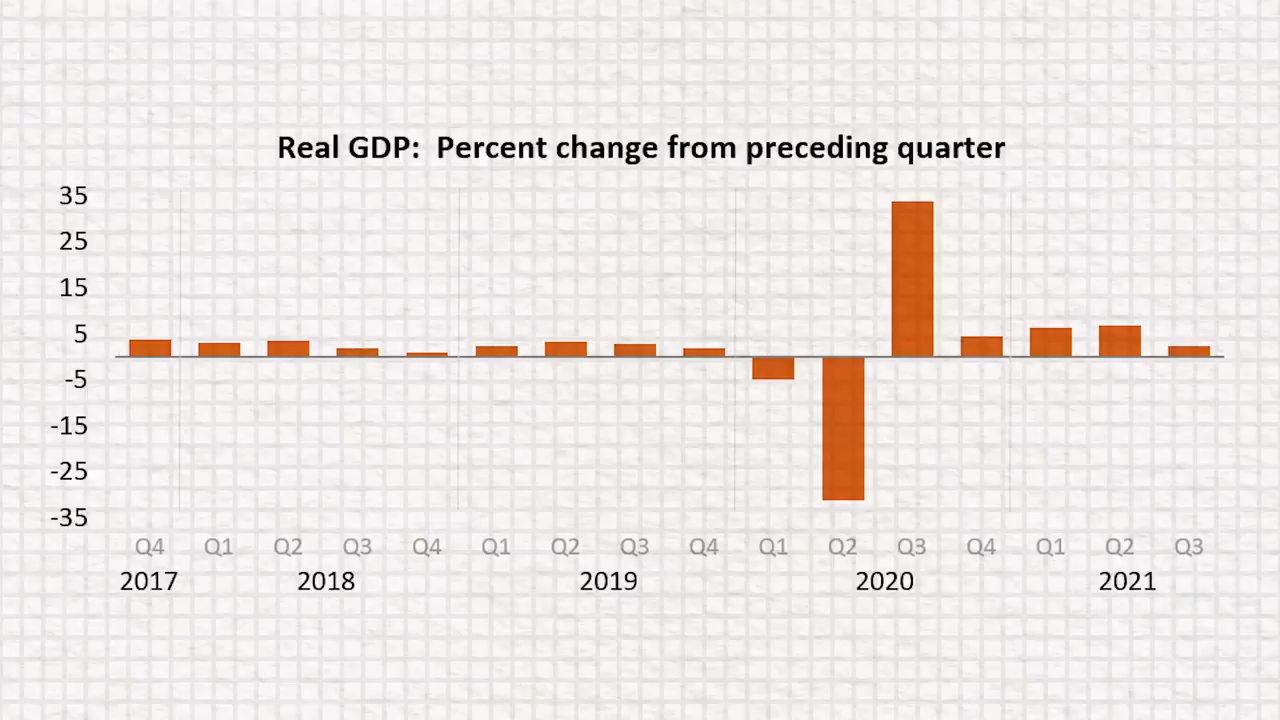 Real GDP:  Percent change from preceding quarter
35
25
15
5
-5
-15
-25
-35
Q4 Q1 Q2 Q3 Q4 Q1 Q2 Q3 Q4 Q1 Q2 Q3 Q4 Q1 Q2 Q3
2017 2018 2019 2020 2021